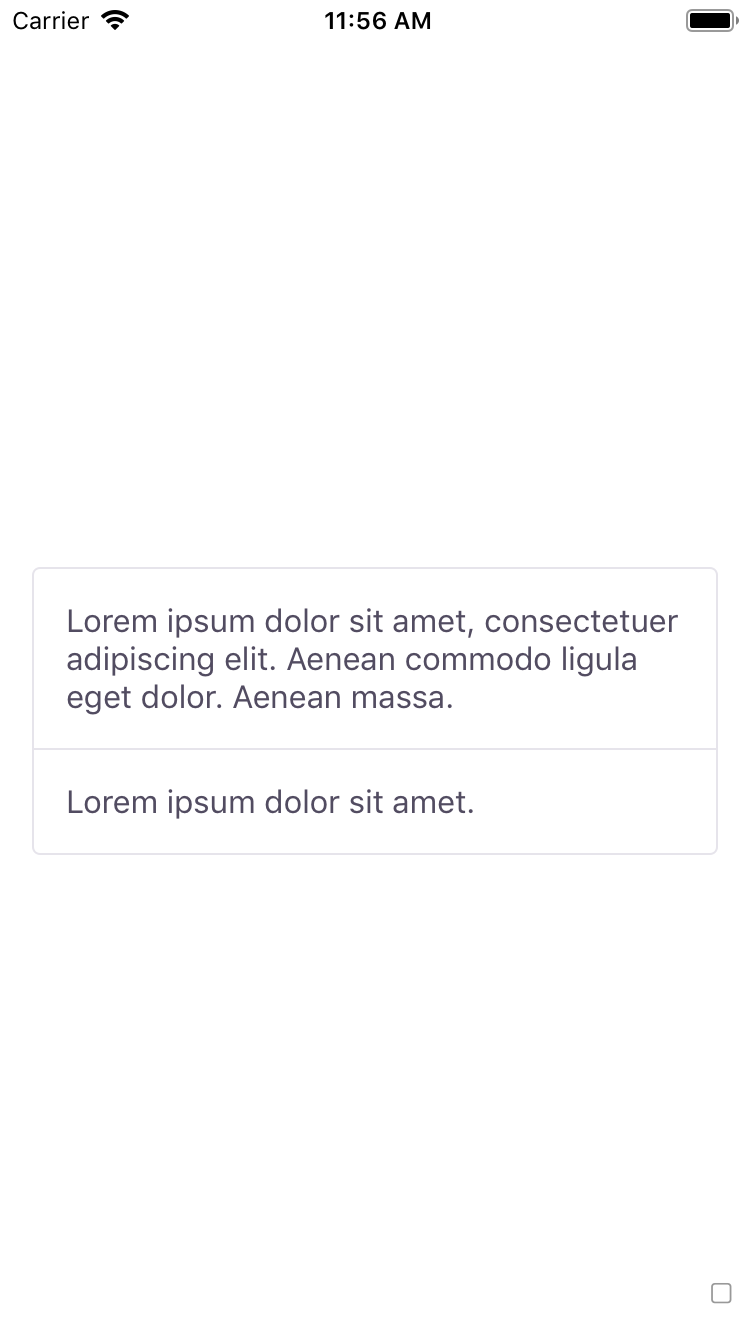 Carrier 11:56 AM
Lorem ipsum dolor sit amet, consectetuer
adipiscing elit. Aenean commodo ligula
eget dolor. Aenean massa.
Lorem ipsum dolor sit amet.